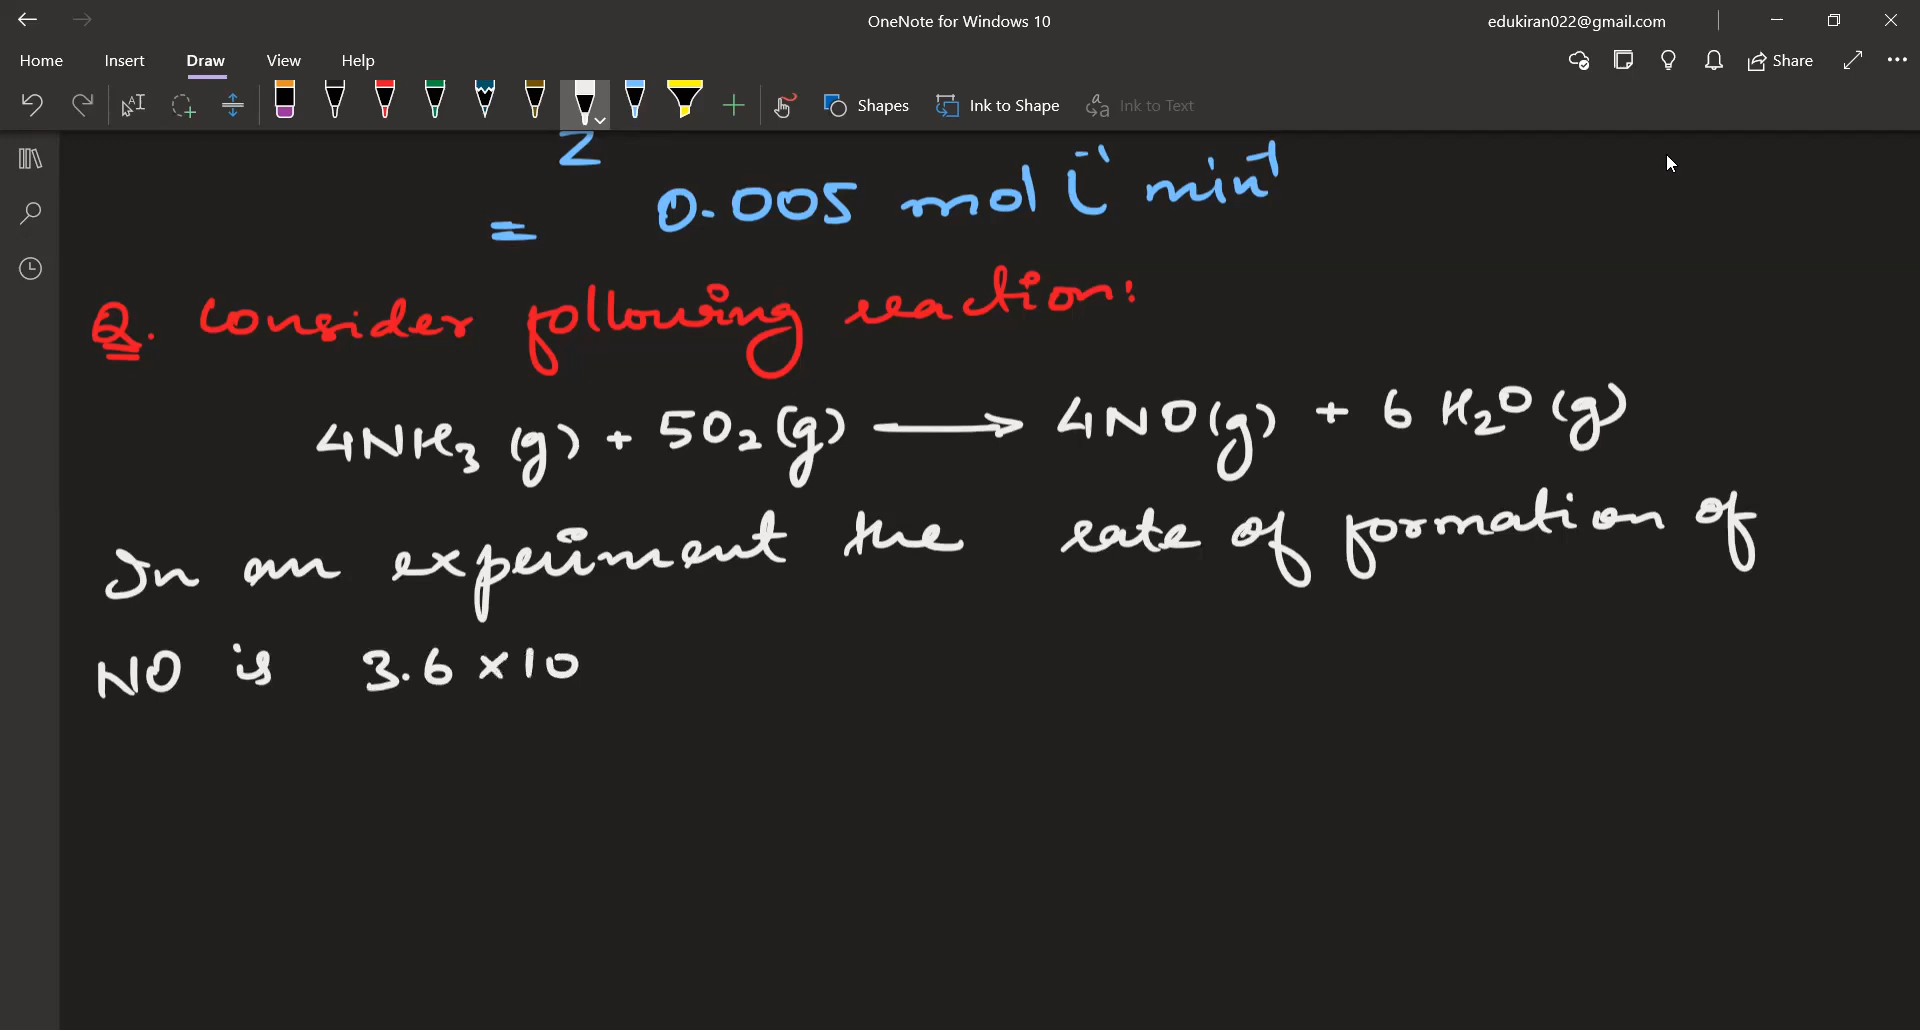 OneNote for Windows 10
edukiran022@gmail.com
Home Insert Draw View Help
Share
Shapes Ink to Shape Ink to Text
2
= 0.005 mol L⁻¹ min⁻¹
Q. Consider following reaction:
4NH₃ (g) + 5O₂ (g) ⟶ 4NO(g) + 6 H₂O (g)
In an experiment the rate of formation of
NO is 3.6 × 10